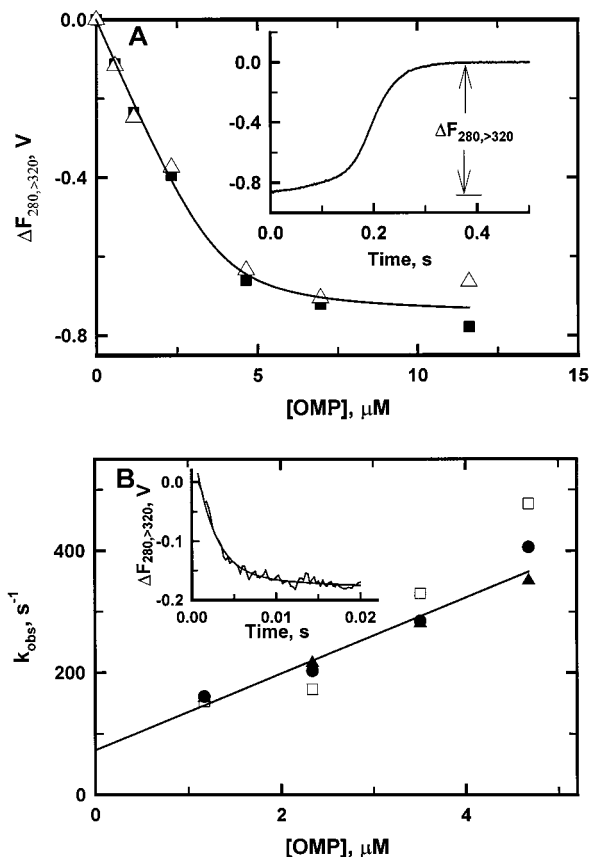 A
0.0
-0.4
-0.8
ΔF280,>320, V
0 5 10 15
[OMP], μM
0.0
-0.4
-0.8
ΔF280,>320
0.0 0.2 0.4
Time, s
B
400
200
0
kobs, s-1
0 2 4
[OMP], μM
0.0
-0.1
-0.2
ΔF280,>320, V
0.00 0.01 0.02
Time, s